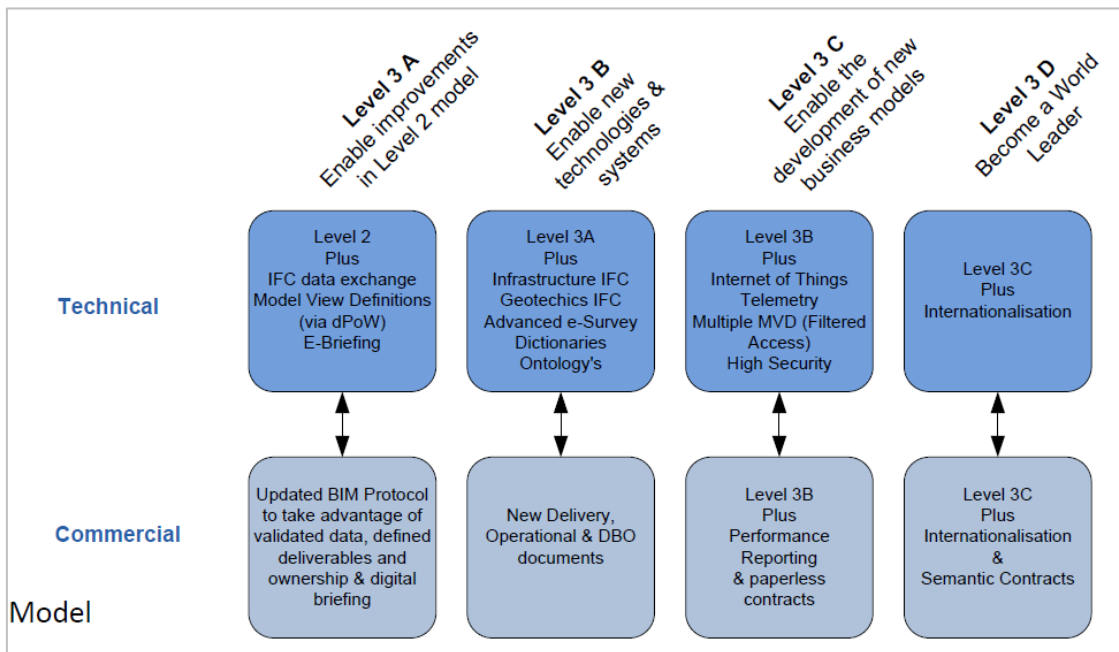 Level 3 A
Enable improvements
in Level 2 model
Level 3 B
Enable new
technologies &
systems
Level 3 C
Enable the
development of new
business models
Level 3 D
Become a World
Leader
Technical
Level 2
Plus
IFC data exchange
Model View Definitions
(via dPoW)
E-Briefing
Level 3A
Plus
Infrastructure IFC
Geotechics IFC
Advanced e-Survey
Dictionaries
Ontology's
Level 3B
Plus
Internet of Things
Telemetry
Multiple MVD (Filtered
Access)
High Security
Level 3C
Plus
Internationalisation
Commercial
Updated BIM Protocol
to take advantage of
validated data, defined
deliverables and
ownership & digital
briefing
New Delivery,
Operational & DBO
documents
Level 3B
Plus
Performance
Reporting
& paperless
contracts
Level 3C
Plus
Internationalisation
&
Semantic Contracts
Model